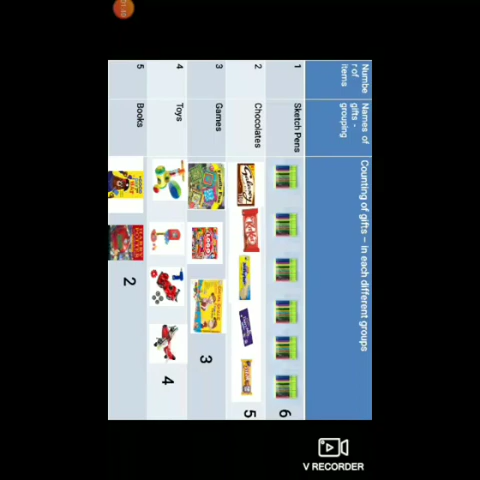 Numbe
r of
items
Names of
gifts -
grouping
Counting of gifts – in each different groups
1
Sketch Pens
6
2
Chocolates
5
3
Games
3
4
Toys
4
5
Books
2
V RECORDER